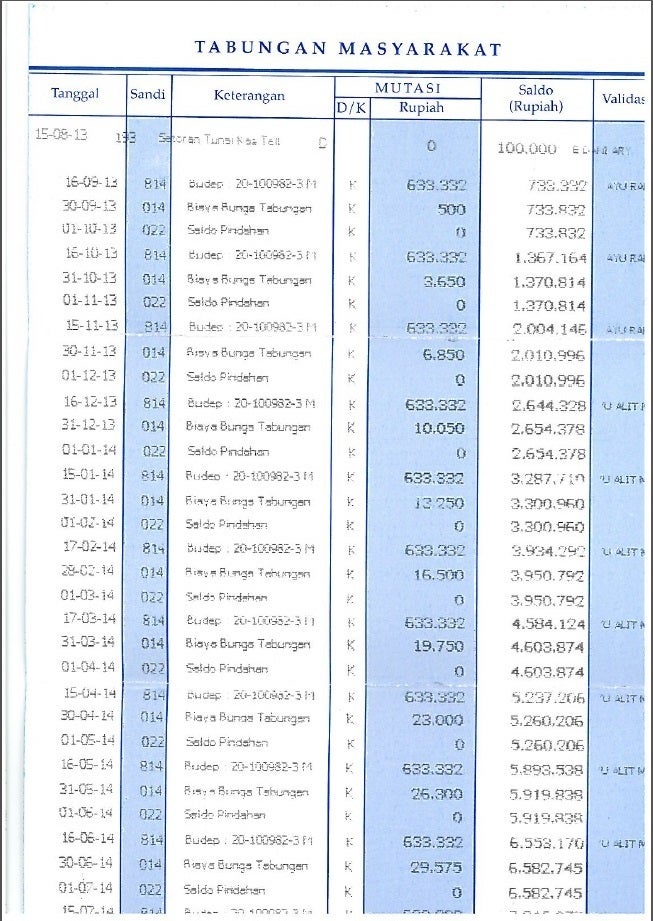 TABUNGAN MASYARAKAT
Tanggal Sandi Keterangan MUTASI Saldo (Rupiah) Validas
D/K Rupiah
15-08-13 193 Setoran Tunai Kas Tell 0 100.000
16-09-13 814 Budep : 20-100982-3 M K 633.332 733.332 AYU RA
30-09-13 014 Biaya Bunga Tabungan K 500 733.832
01-10-13 022 Saldo Pindahan K 0 733.832
16-10-13 814 Budep : 20-100982-3 M K 633.332 1.367.164 AYU RA
31-10-13 014 Biaya Bunga Tabungan K 3.650 1.370.814
01-11-13 022 Saldo Pindahan K 0 1.370.814
15-11-13 814 Budep : 20-100982-3 M K 633.332 2.004.146 AYU RA
30-11-13 014 Biaya Bunga Tabungan K 6.850 2.010.996
01-12-13 022 Saldo Pindahan K 0 2.010.996
16-12-13 814 Budep : 20-100982-3 M K 633.332 2.644.328 'U ALIT
31-12-13 014 Biaya Bunga Tabungan K 10.050 2.654.378
01-01-14 022 Saldo Pindahan K 0 2.654.378
15-01-14 814 Budep : 20-100982-3 M K 633.332 3.287.710 'U ALIT
31-01-14 014 Biaya Bunga Tabungan K 13.250 3.300.960
01-02-14 022 Saldo Pindahan K 0 3.300.960
17-02-14 814 Budep : 20-100982-3 M K 633.332 3.934.292 'U ALIT
28-02-14 014 Biaya Bunga Tabungan K 16.500 3.950.792
01-03-14 022 Saldo Pindahan K 0 3.950.792
17-03-14 814 Budep : 20-100982-3 M K 633.332 4.584.124 'U ALIT
31-03-14 014 Biaya Bunga Tabungan K 19.750 4.603.874
01-04-14 022 Saldo Pindahan K 0 4.603.874
15-04-14 814 Budep : 20-100982-3 M K 633.332 5.237.206 'U ALIT
30-04-14 014 Biaya Bunga Tabungan K 23.000 5.260.206
01-05-14 022 Saldo Pindahan K 0 5.260.206
16-05-14 814 Budep : 20-100982-3 M K 633.332 5.893.538 'U ALIT
31-05-14 014 Biaya Bunga Tabungan K 26.300 5.919.838
01-06-14 022 Saldo Pindahan K 0 5.919.838
16-06-14 814 Budep : 20-100982-3 M K 633.332 6.553.170 'U ALIT
30-06-14 014 Biaya Bunga Tabungan K 29.575 6.582.745
01-07-14 022 Saldo Pindahan K 0 6.582.745
15-07-14 814 Budep : 20-100982-3 M K